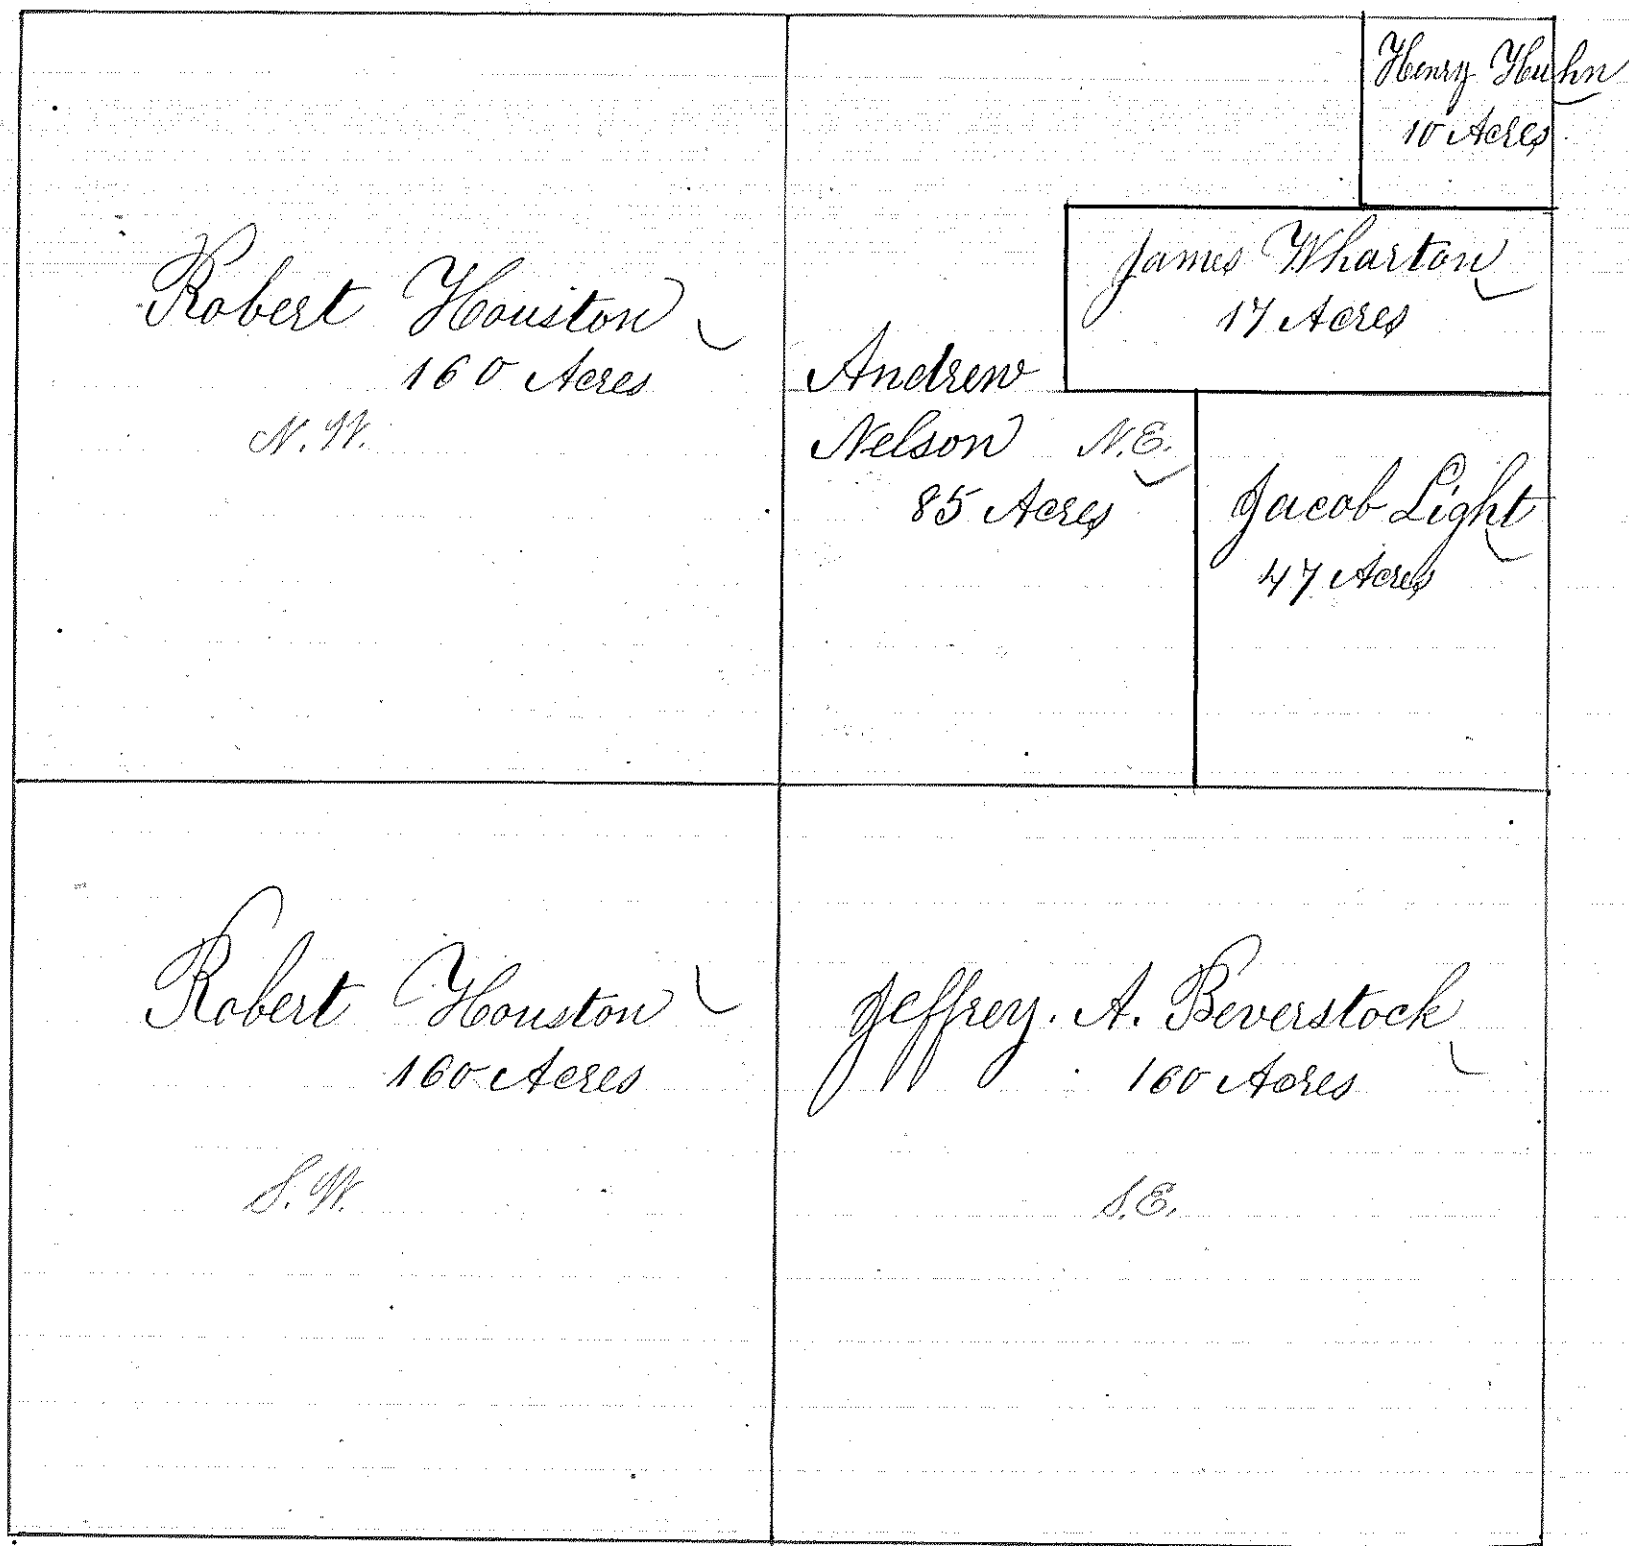 Henry Huhn
10 Acres
James Wharton
17 Acres
Robert Houston
160 Acres
N.W.
Andrew
Nelson N.E.
85 Acres
Jacob Light
47 Acres
Robert Houston
160 Acres
S.W.
Jeffrey. A. Beverstock
160 Acres
S.E.